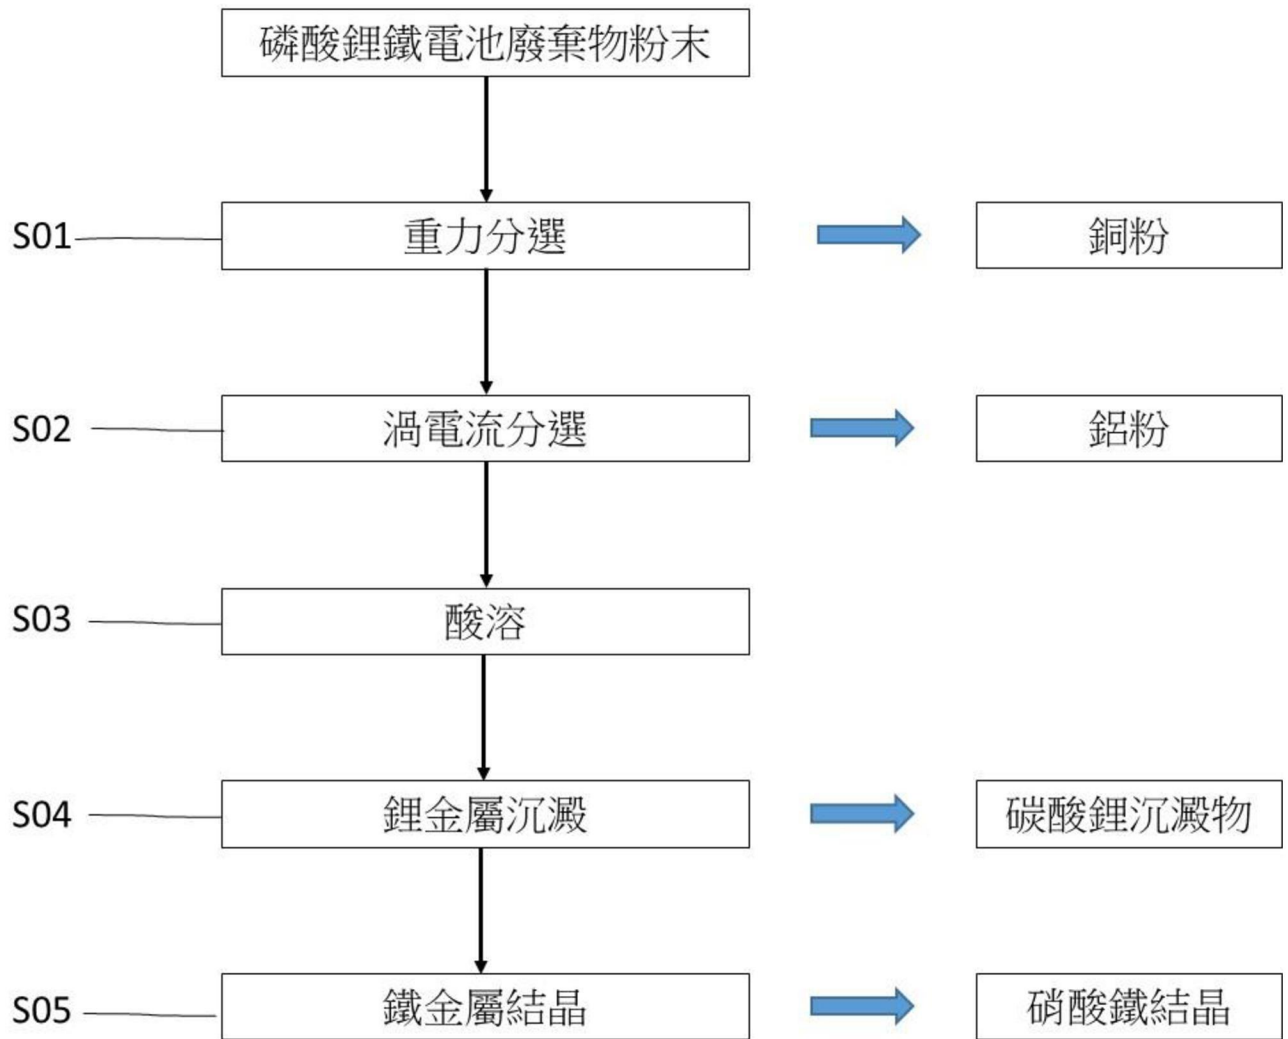 磷酸鋰鐵電池廢棄物粉末
S01 重力分選 銅粉
S02 渦電流分選 鋁粉
S03 酸溶
S04 鋰金屬沉澱 碳酸鋰沉澱物
S05 鐵金屬結晶 硝酸鐵結晶